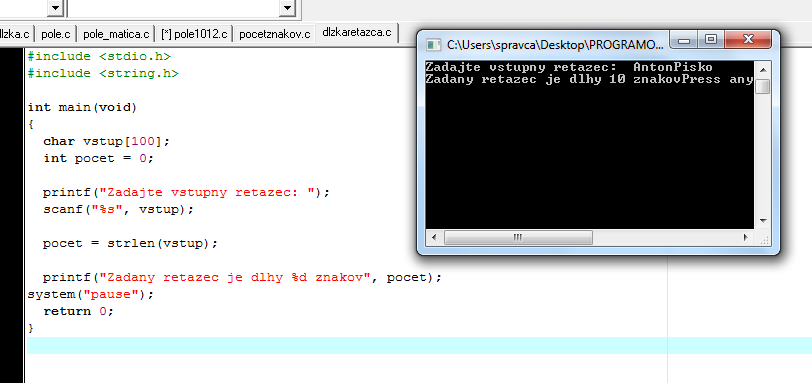 dlzka.c pole.c pole_matica.c [*] pole1012.c pocetznakov.c dlzkaretazca.c
C:\Users\spravca\Desktop\PROGRAMO...
Zadajte vstupny retazec:  AntonPisko
Zadany retazec je dlhy 10 znakovPress any
#include <stdio.h>
#include <string.h>
int main(void)
{
char vstup[100];
int pocet = 0;
printf("Zadajte vstupny retazec: ");
scanf("%s", vstup);
pocet = strlen(vstup);
printf("Zadany retazec je dlhy %d znakov", pocet);
system("pause");
return 0;
}